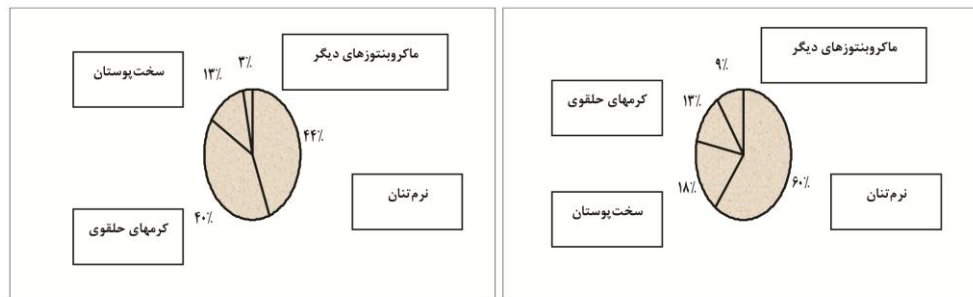 ماکروبنتوزهای دیگر
۹٪
کرمهای حلقوی
۱۳٪
۱۸٪
سخت‌پوستان
۶۰٪
نرم‌تنان
ماکروبنتوزهای دیگر
۳٪
۱۳٪
سخت‌پوستان
۴۴٪
نرم‌تنان
۴۰٪
کرمهای حلقوی